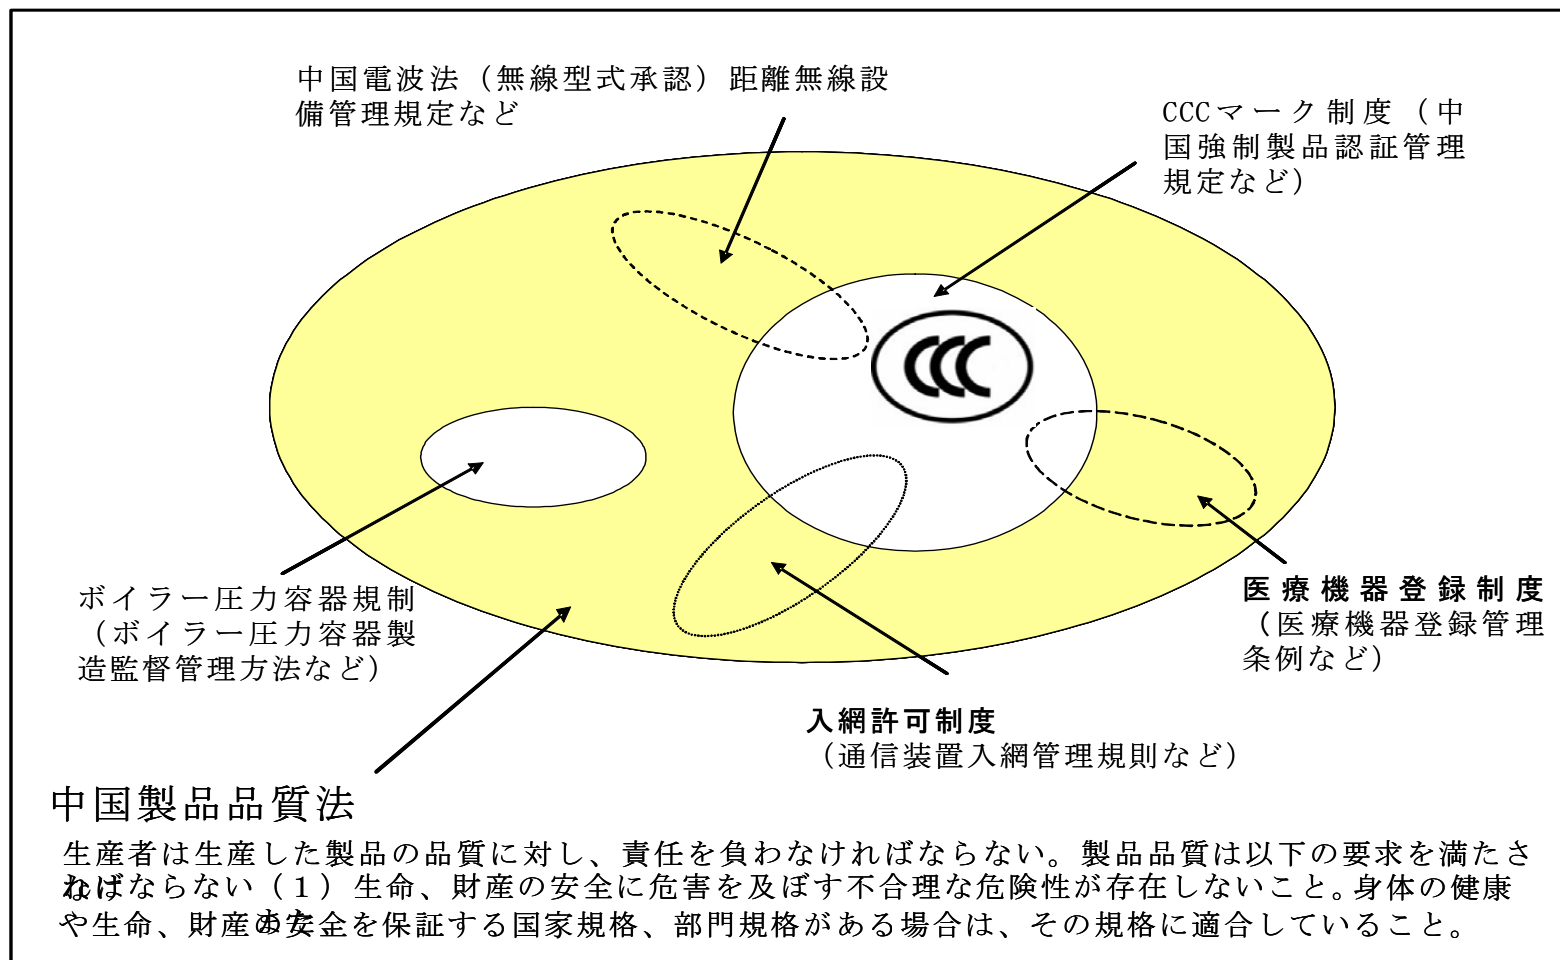 中国電波法（無線型式承認）距離無線設
備管理規定など
CCCマーク制度（中
国強制製品認証管理
規定など）
CCC
ボイラー圧力容器規制
（ボイラー圧力容器製
造監督管理方法など）
医療機器登録制度
（医療機器登録管理
条例など）
入網許可制度
（通信装置入網管理規則など）
中国製品品質法
生産者は生産した製品の品質に対し、責任を負わなければならない。製品品質は以下の要求を満たさ
ればならない（１）生命、財産の安全に危害を及ぼす不合理な危険性が存在しないこと。身体の健康
や生命、財産の安全を保証する国家規格、部門規格がある場合は、その規格に適合していること。